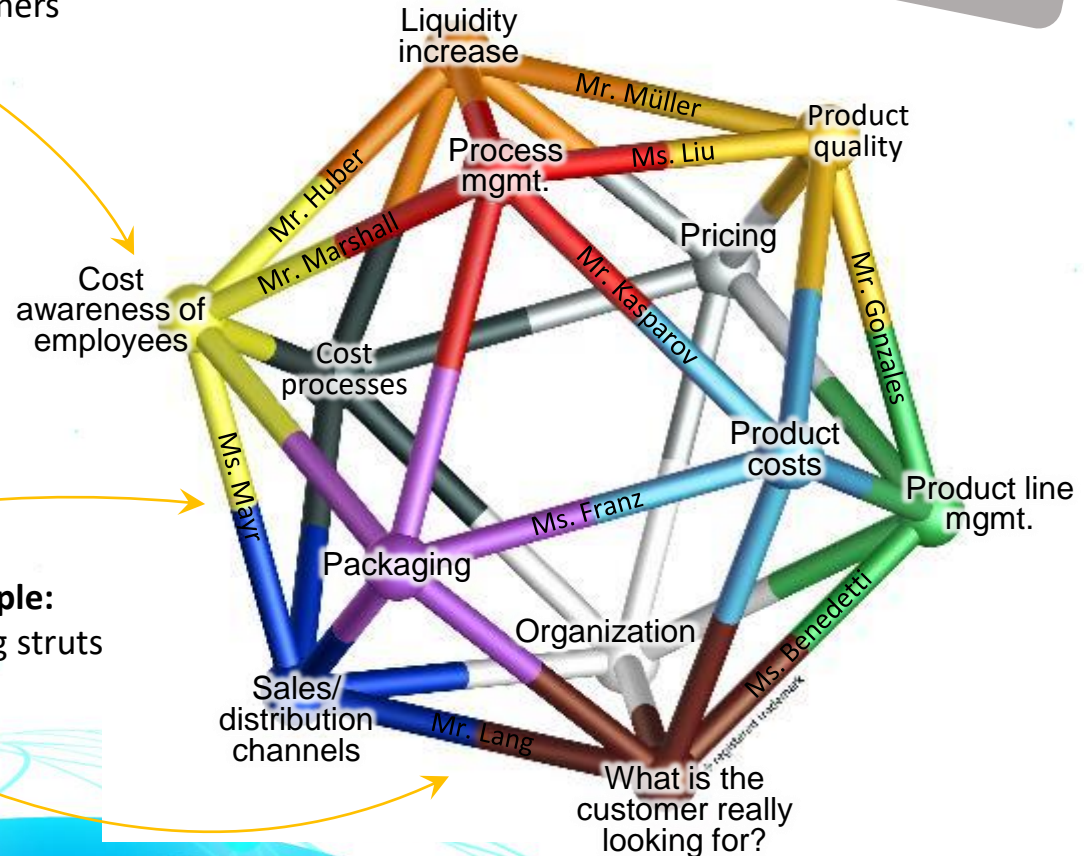 ners
Liquidity
increase
Mr. Müller
Product
quality
Process
mgmt.
Ms. Liu
Mr. Huber
Mr. Marshall
Pricing
Mr. Kasparov
Mr. Gonzales
Cost
awareness of
employees
Cost
processes
Ms. Mayr
Product
costs
Product line
mgmt.
Ms. Franz
Packaging
ple:
g struts
Organization
Ms. Benedetti
registered trademark
Sales/
distribution
channels
Mr. Lang
What is the
customer really
looking for?